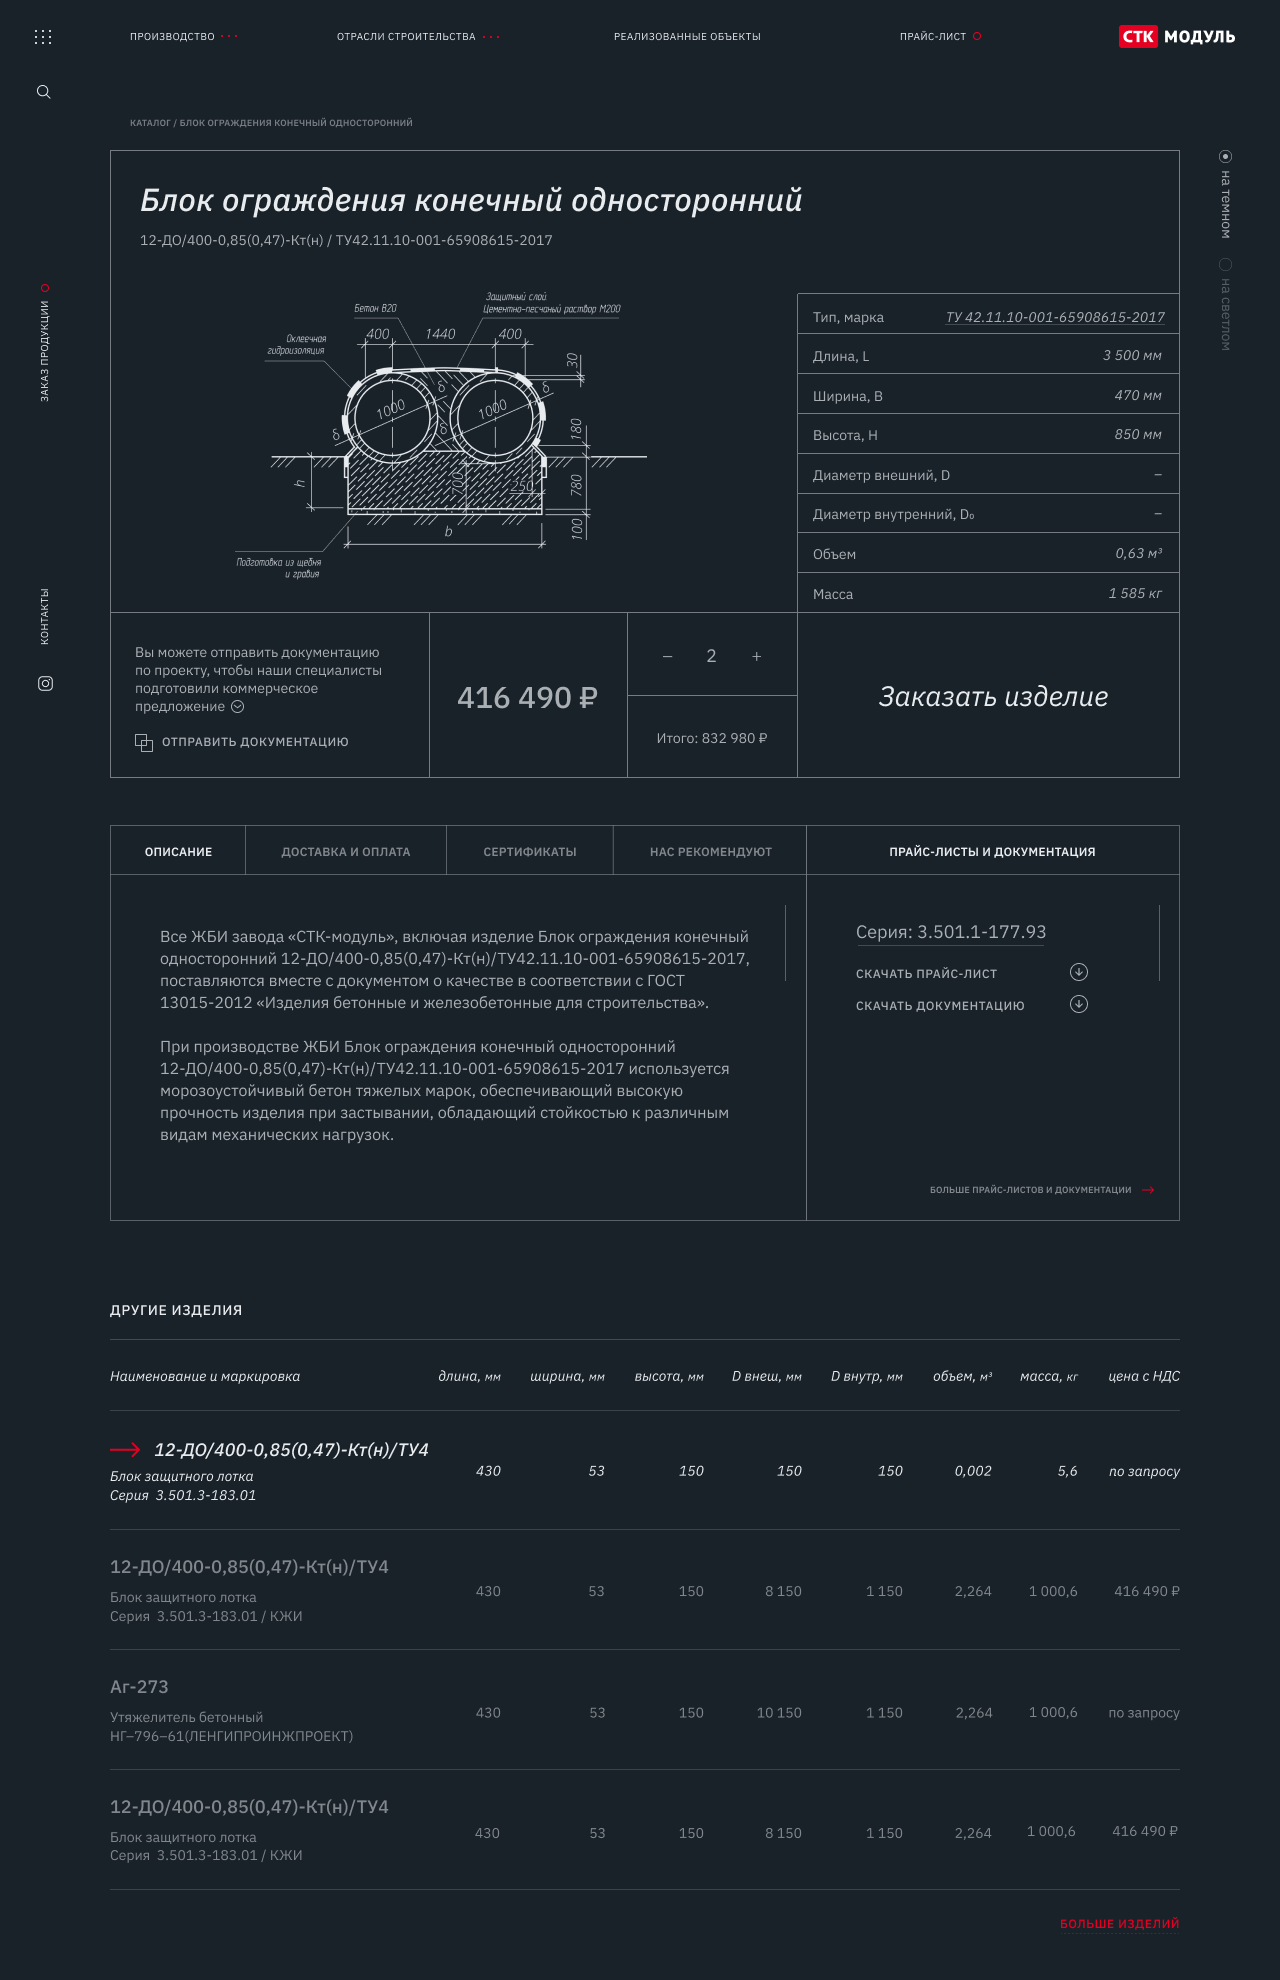 ПРОИЗВОДСТВО
ОТРАСЛИ СТРОИТЕЛЬСТВА
РЕАЛИЗОВАННЫЕ ОБЪЕКТЫ
ПРАЙС-ЛИСТ
СТК МОДУЛЬ
КАТАЛОГ / БЛОК ОГРАЖДЕНИЯ КОНЕЧНЫЙ ОДНОСТОРОННИЙ
на темном
на светлом
ЗАКАЗ ПРОДУКЦИИ
КОНТАКТЫ
Блок ограждения конечный односторонний
12-ДО/400-0,85(0,47)-Кт(н) / ТУ42.11.10-001-65908615-2017
Защитный слой.
Цементно-песчаный раствор М200
Бетон В20
Оклеечная
гидроизоляция
400
1440
400
30
δ
δ
1000
1000
δ
δ
180
h
700
250
780
100
b
Подготовка из щебня
и гравия
Тип, марка ТУ 42.11.10-001-65908615-2017
Длина, L 3 500 мм
Ширина, B 470 мм
Высота, H 850 мм
Диаметр внешний, D –
Диаметр внутренний, D₀ –
Объем 0,63 м³
Масса 1 585 кг
Вы можете отправить документацию
по проекту, чтобы наши специалисты
подготовили коммерческое
предложение
ОТПРАВИТЬ ДОКУМЕНТАЦИЮ
416 490 ₽
– 2 +
Итого: 832 980 ₽
Заказать изделие
ОПИСАНИЕ
ДОСТАВКА И ОПЛАТА
СЕРТИФИКАТЫ
НАС РЕКОМЕНДУЮТ
ПРАЙС-ЛИСТЫ И ДОКУМЕНТАЦИЯ
Все ЖБИ завода «СТК-модуль», включая изделие Блок ограждения конечный
односторонний 12-ДО/400-0,85(0,47)-Кт(н)/ТУ42.11.10-001-65908615-2017,
поставляются вместе с документом о качестве в соответствии с ГОСТ
13015-2012 «Изделия бетонные и железобетонные для строительства».
При производстве ЖБИ Блок ограждения конечный односторонний
12-ДО/400-0,85(0,47)-Кт(н)/ТУ42.11.10-001-65908615-2017 используется
морозоустойчивый бетон тяжелых марок, обеспечивающий высокую
прочность изделия при застывании, обладающий стойкостью к различным
видам механических нагрузок.
Серия: 3.501.1-177.93
СКАЧАТЬ ПРАЙС-ЛИСТ
СКАЧАТЬ ДОКУМЕНТАЦИЮ
БОЛЬШЕ ПРАЙС-ЛИСТОВ И ДОКУМЕНТАЦИИ
ДРУГИЕ ИЗДЕЛИЯ
Наименование и маркировка длина, мм ширина, мм высота, мм D внеш, мм D внутр, мм объем, м³ масса, кг цена с НДС
12-ДО/400-0,85(0,47)-Кт(н)/ТУ4
Блок защитного лотка
Серия 3.501.3-183.01
430 53 150 150 150 0,002 5,6 по запросу
12-ДО/400-0,85(0,47)-Кт(н)/ТУ4
Блок защитного лотка
Серия 3.501.3-183.01 / КЖИ
430 53 150 8 150 1 150 2,264 1 000,6 416 490 ₽
Аг-273
Утяжелитель бетонный
НГ–796–61(ЛЕНГИПРОИНЖПРОЕКТ)
430 53 150 10 150 1 150 2,264 1 000,6 по запросу
12-ДО/400-0,85(0,47)-Кт(н)/ТУ4
Блок защитного лотка
Серия 3.501.3-183.01 / КЖИ
430 53 150 8 150 1 150 2,264 1 000,6 416 490 ₽
БОЛЬШЕ ИЗДЕЛИЙ